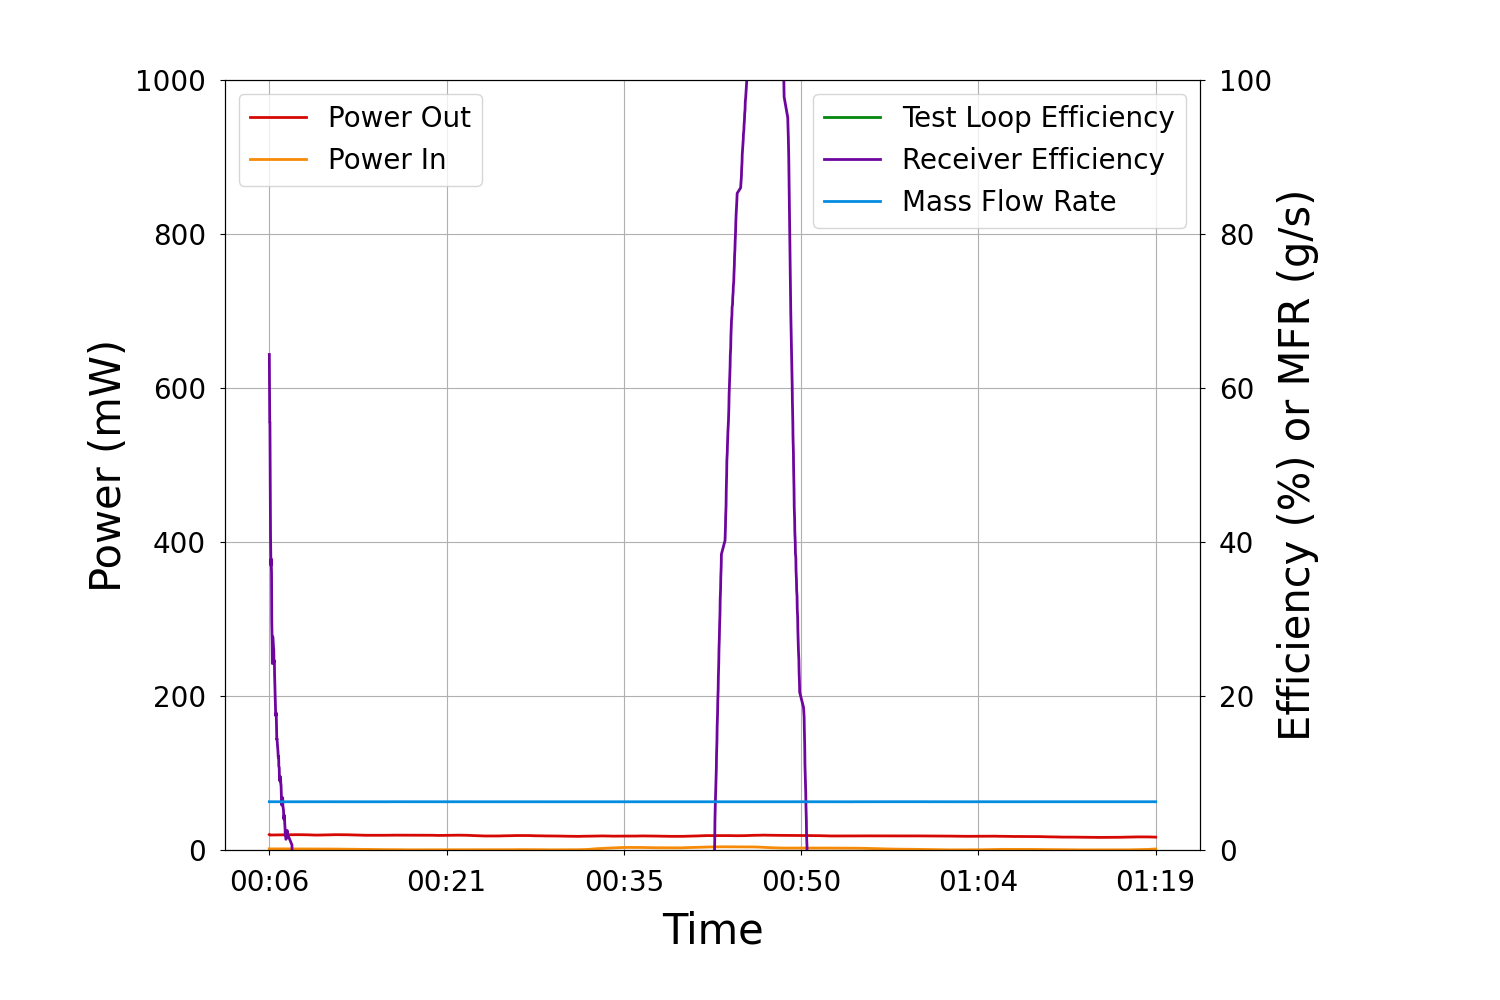 1000
800
600
400
200
0
Power (mW)
Power Out
Power In
Test Loop Efficiency
Receiver Efficiency
Mass Flow Rate
100
80
60
40
20
0
Efficiency (%) or MFR (g/s)
00:06 00:21 00:35 00:50 01:04 01:19
Time